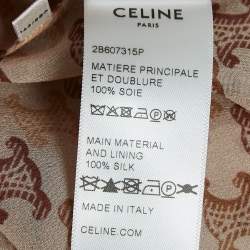 CELINE
PARIS
2B607315P
MATIERE PRINCIPALE
ET DOUBLURE
100% SOIE
MAIN MATERIAL
AND LINING
100% SILK
MADE IN ITALY
CELINE.COM